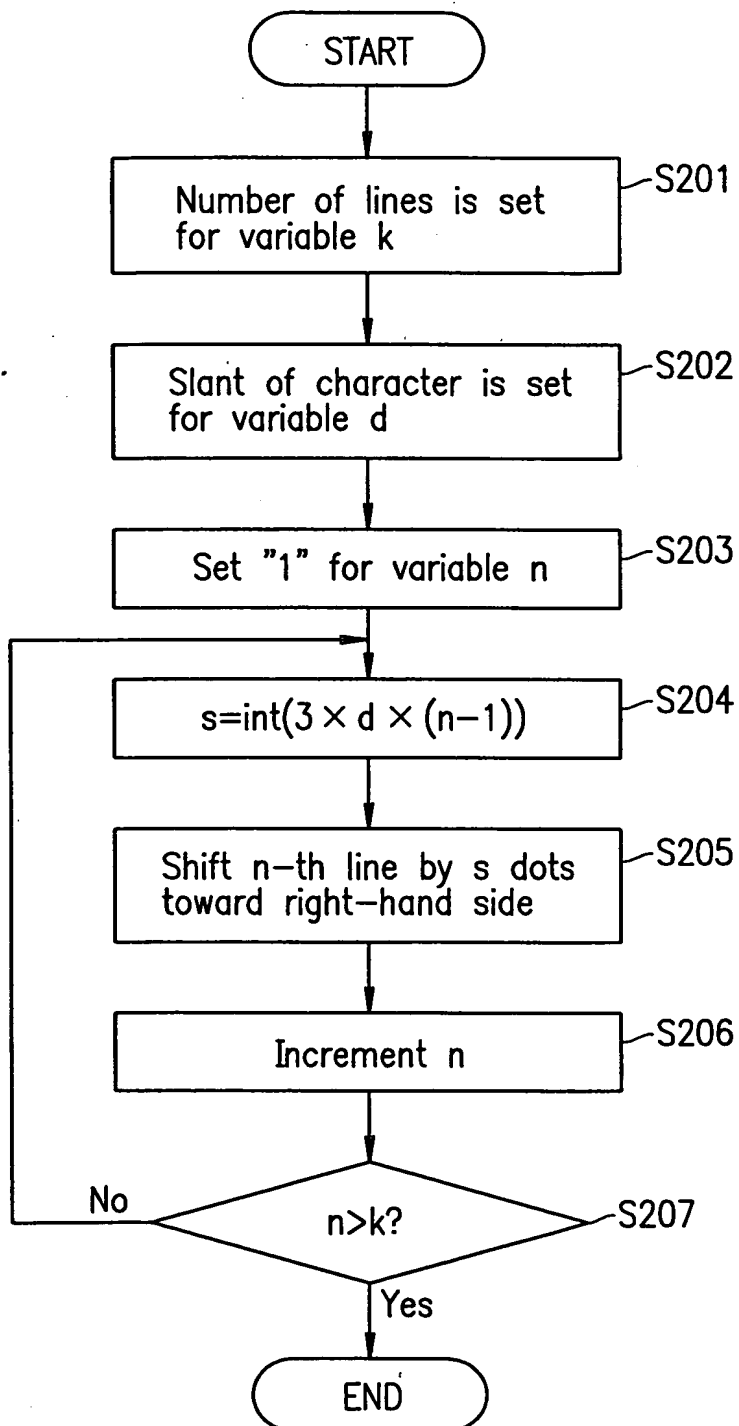 START
S201
Number of lines is set
for variable k
S202
Slant of character is set
for variable d
S203
Set "1" for variable n
S204
s=int(3 × d × (n−1))
S205
Shift n−th line by s dots
toward right−hand side
S206
Increment n
No
n>k?
S207
Yes
END